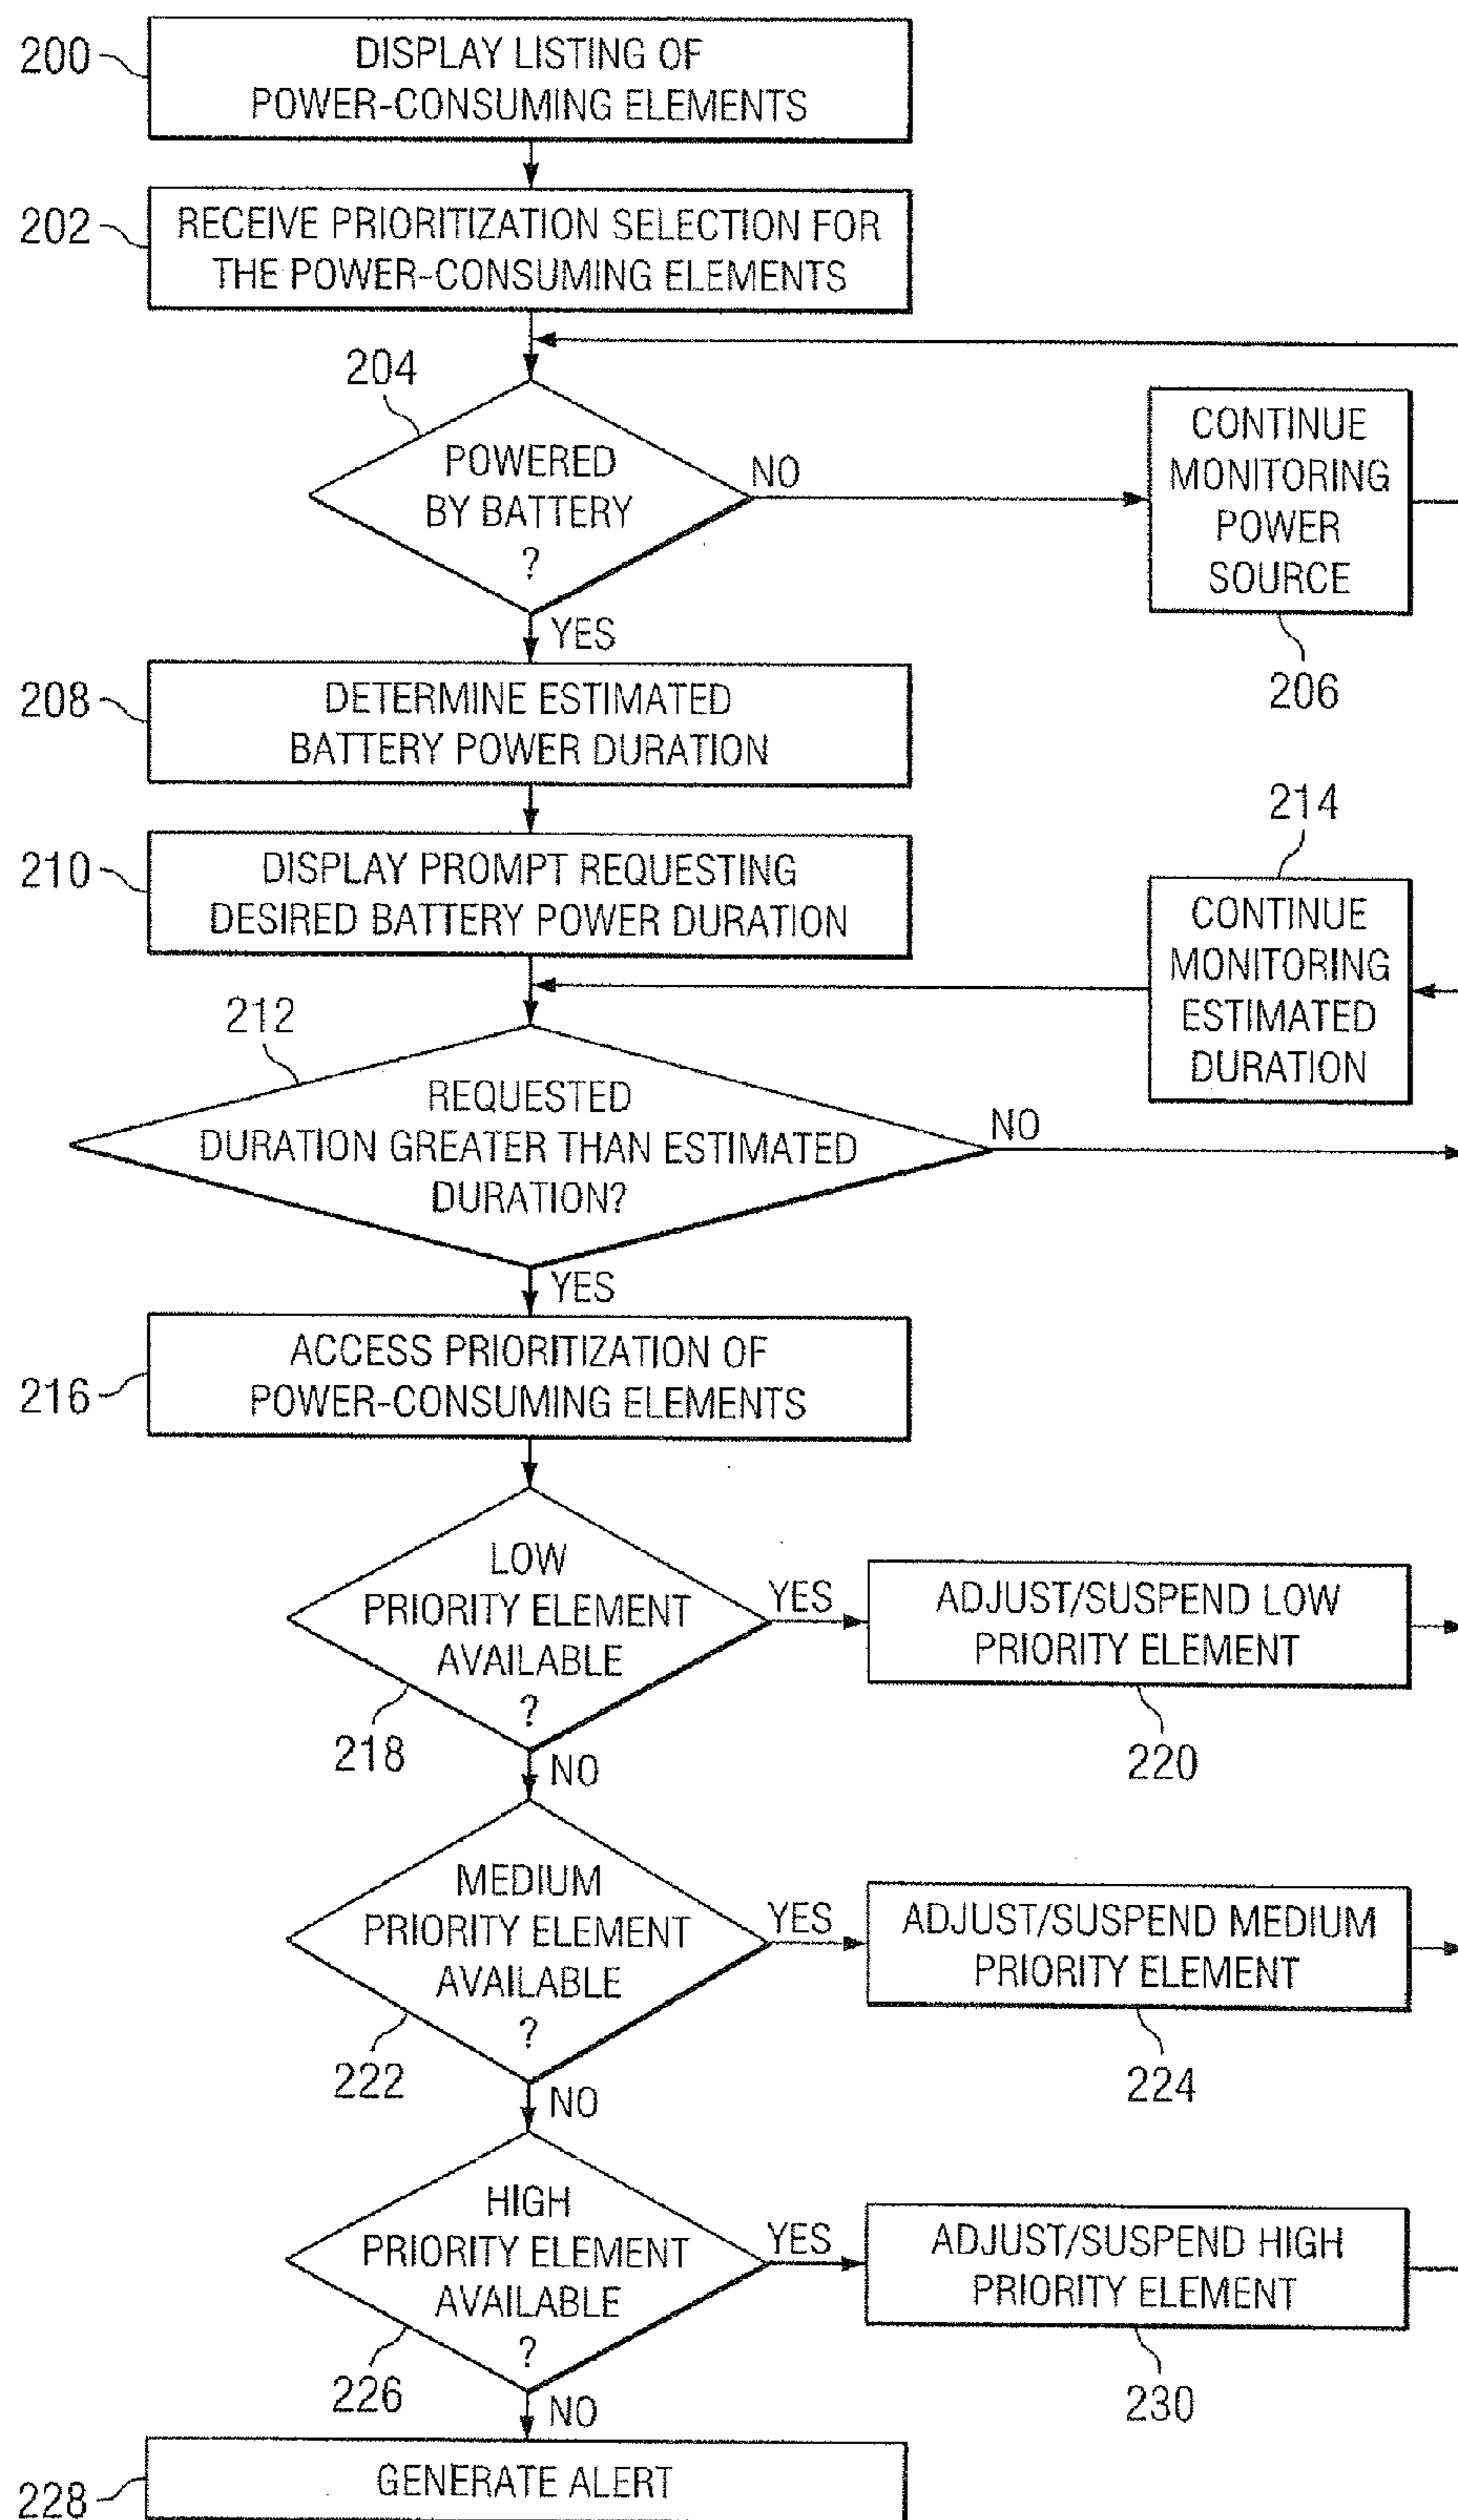 200
DISPLAY LISTING OF
POWER-CONSUMING ELEMENTS
202
RECEIVE PRIORITIZATION SELECTION FOR
THE POWER-CONSUMING ELEMENTS
204
POWERED
BY BATTERY
?
NO
YES
CONTINUE
MONITORING
POWER
SOURCE
206
208
DETERMINE ESTIMATED
BATTERY POWER DURATION
210
DISPLAY PROMPT REQUESTING
DESIRED BATTERY POWER DURATION
214
CONTINUE
MONITORING
ESTIMATED
DURATION
212
REQUESTED
DURATION GREATER THAN ESTIMATED
DURATION?
NO
YES
216
ACCESS PRIORITIZATION OF
POWER-CONSUMING ELEMENTS
LOW
PRIORITY ELEMENT
AVAILABLE
?
218
YES
NO
ADJUST/SUSPEND LOW
PRIORITY ELEMENT
220
MEDIUM
PRIORITY ELEMENT
AVAILABLE
?
222
YES
NO
ADJUST/SUSPEND MEDIUM
PRIORITY ELEMENT
224
HIGH
PRIORITY ELEMENT
AVAILABLE
?
226
YES
NO
ADJUST/SUSPEND HIGH
PRIORITY ELEMENT
230
228
GENERATE ALERT